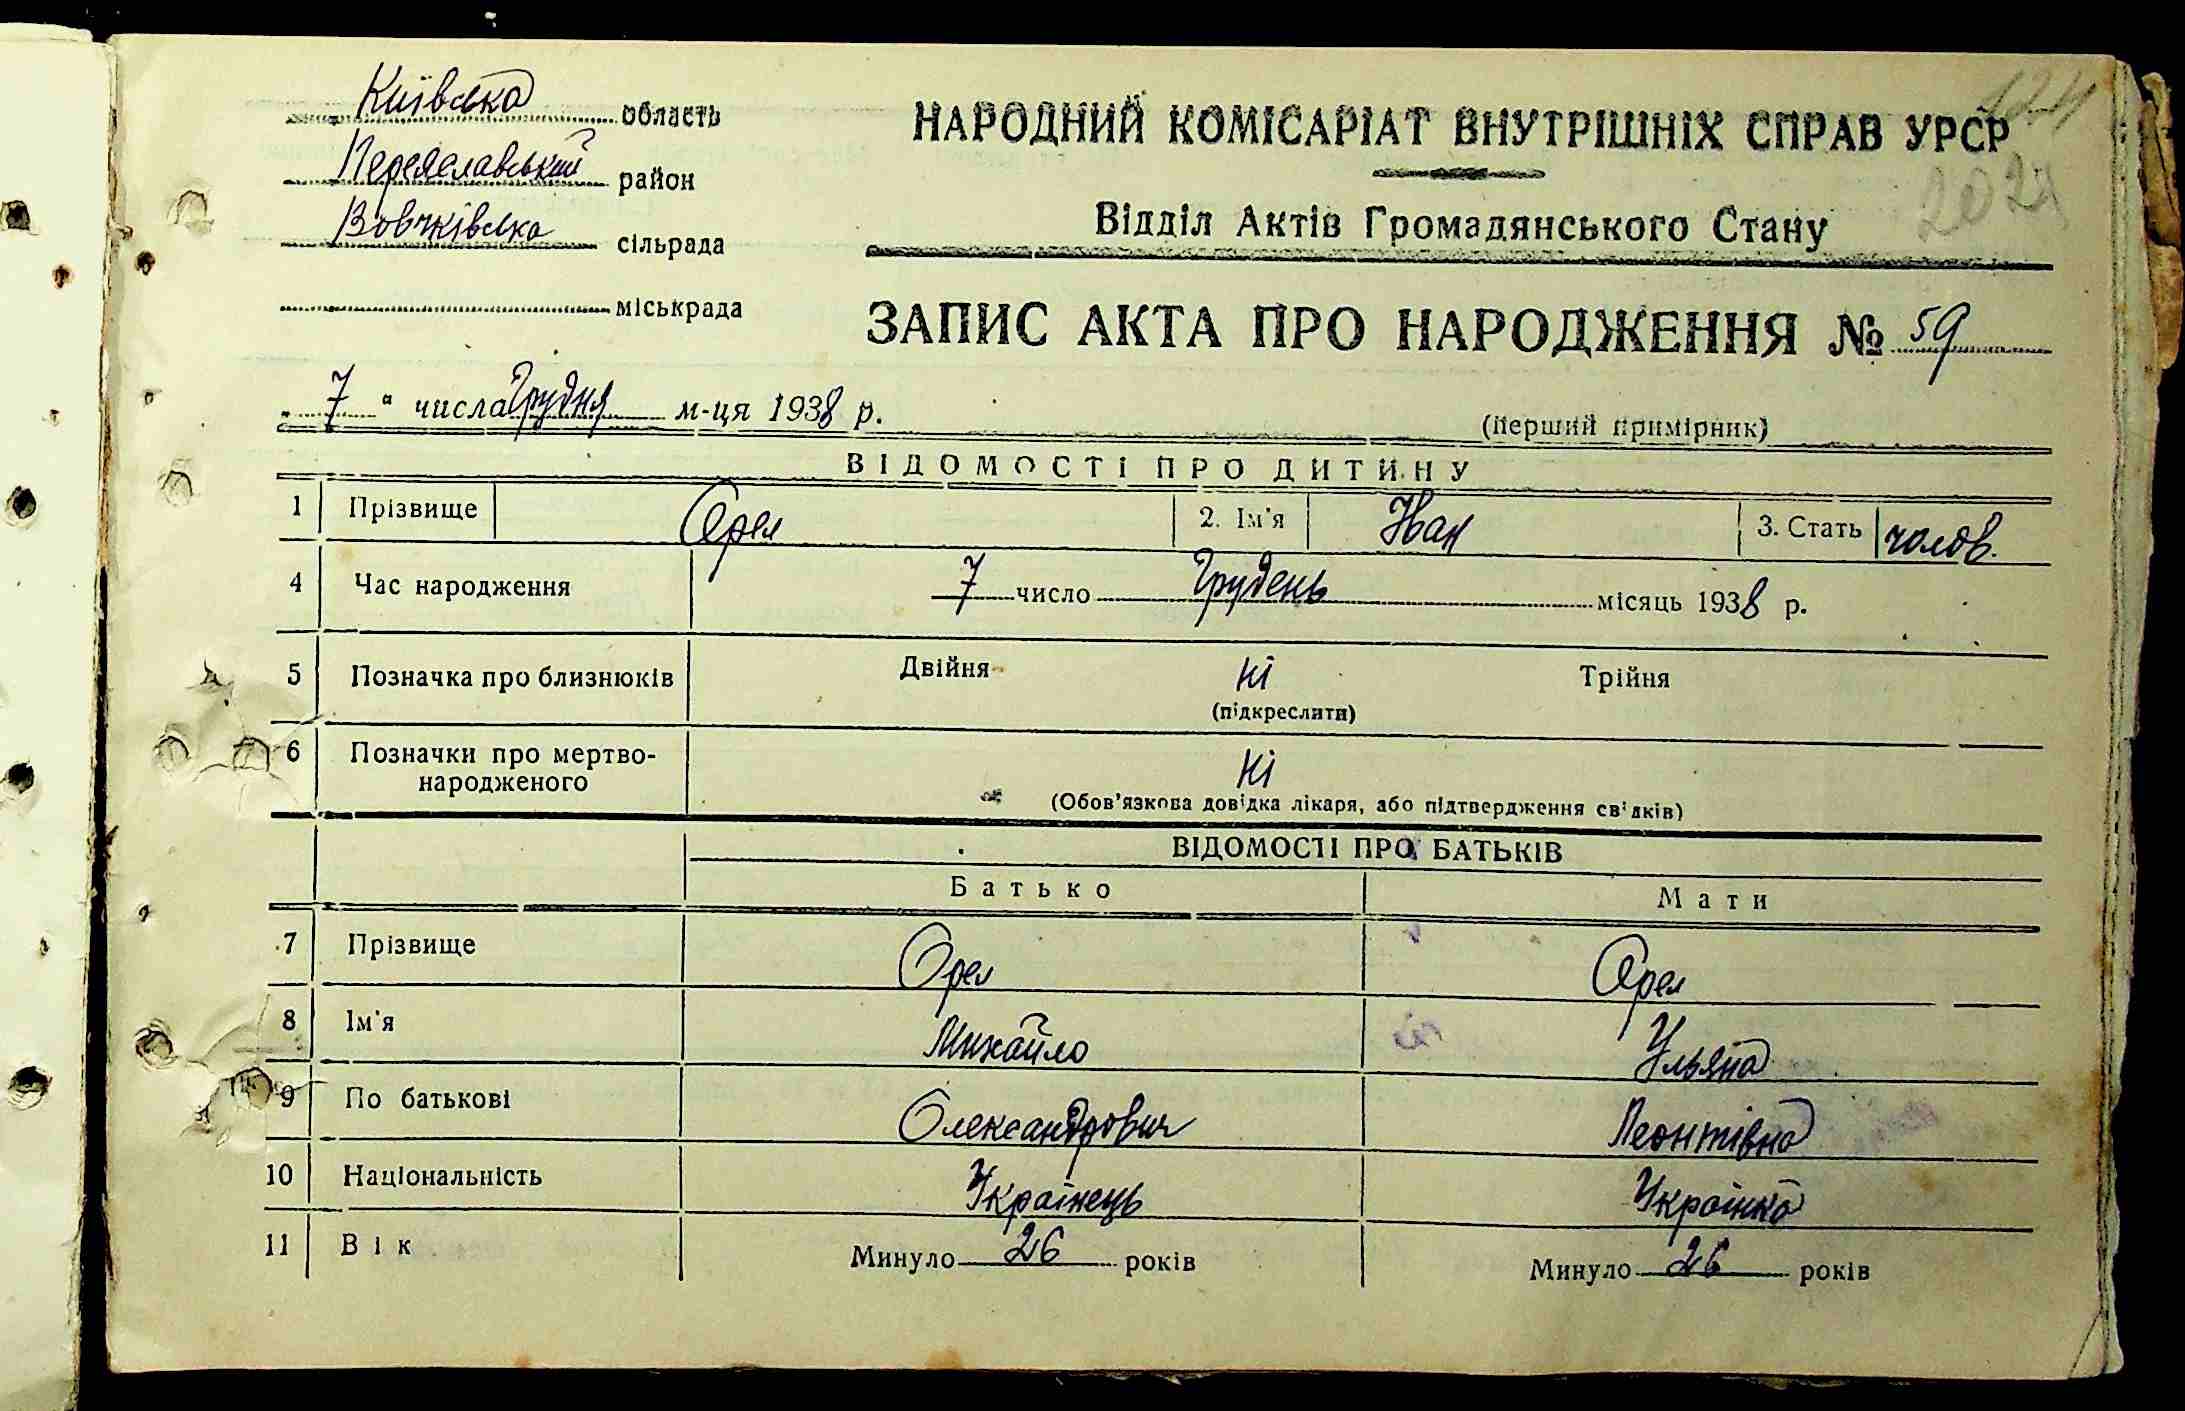 Київська область
Переяславський район
Вовчківська сільрада
міськрада
НАРОДНИЙ КОМІСАРІАТ ВНУТРІШНІХ СПРАВ УРСР
Відділ Актів Громадянського Стану
ЗАПИС АКТА ПРО НАРОДЖЕННЯ № 59
„ 7 “ числа Грудня м-ця 1938 р.
(перший примірник)
ВІДОМОСТІ ПРО ДИТИНУ
1 Прізвище Орел 2. Ім'я Іван 3. Стать чолов.
4 Час народження 7 число Грудень місяць 1938 р.
5 Позначка про близнюків Двійня ні Трійня
(підкреслити)
6 Позначки про мертво-
народженого ні
(Обов'язкова довідка лікаря, або підтвердження свідків)
ВІДОМОСТІ ПРО БАТЬКІВ
Батько Мати
7 Прізвище Орел Орел
8 Ім'я Михайло Уляна
9 По батькові Олександрович Леонтівна
10 Національність Українець Українка
11 Вік Минуло 26 років Минуло 26 років